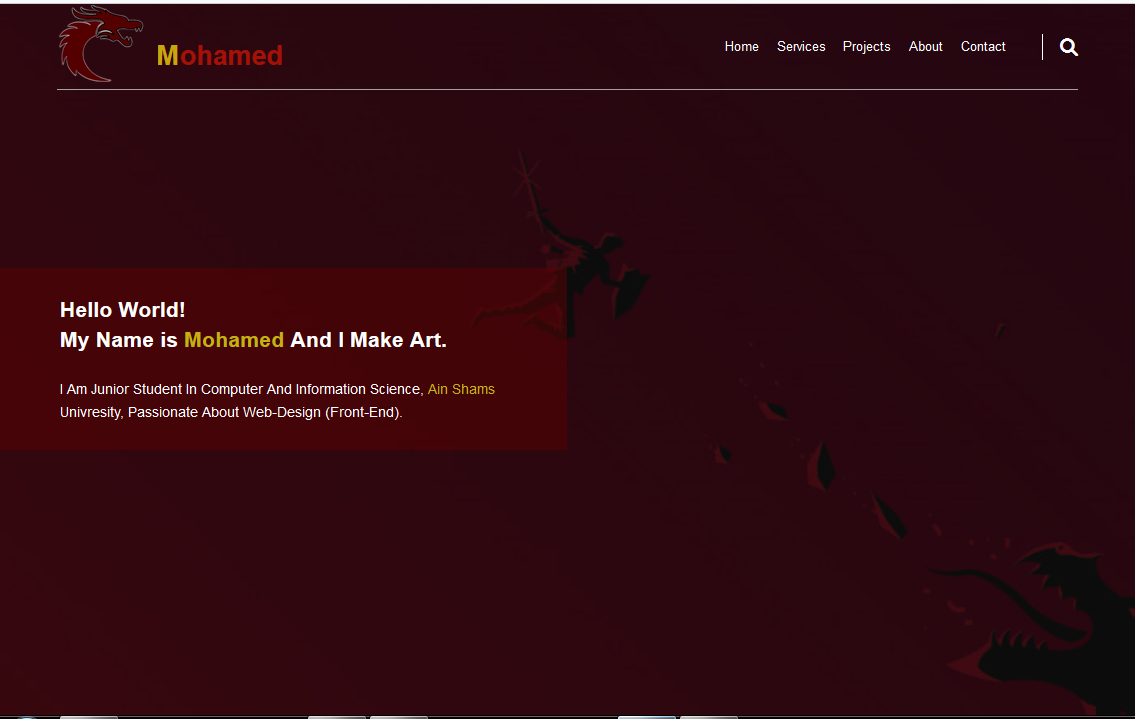 Mohamed
Home Services Projects About Contact
Hello World!
My Name is Mohamed And I Make Art.
I Am Junior Student In Computer And Information Science, Ain Shams
Univresity, Passionate About Web-Design (Front-End).